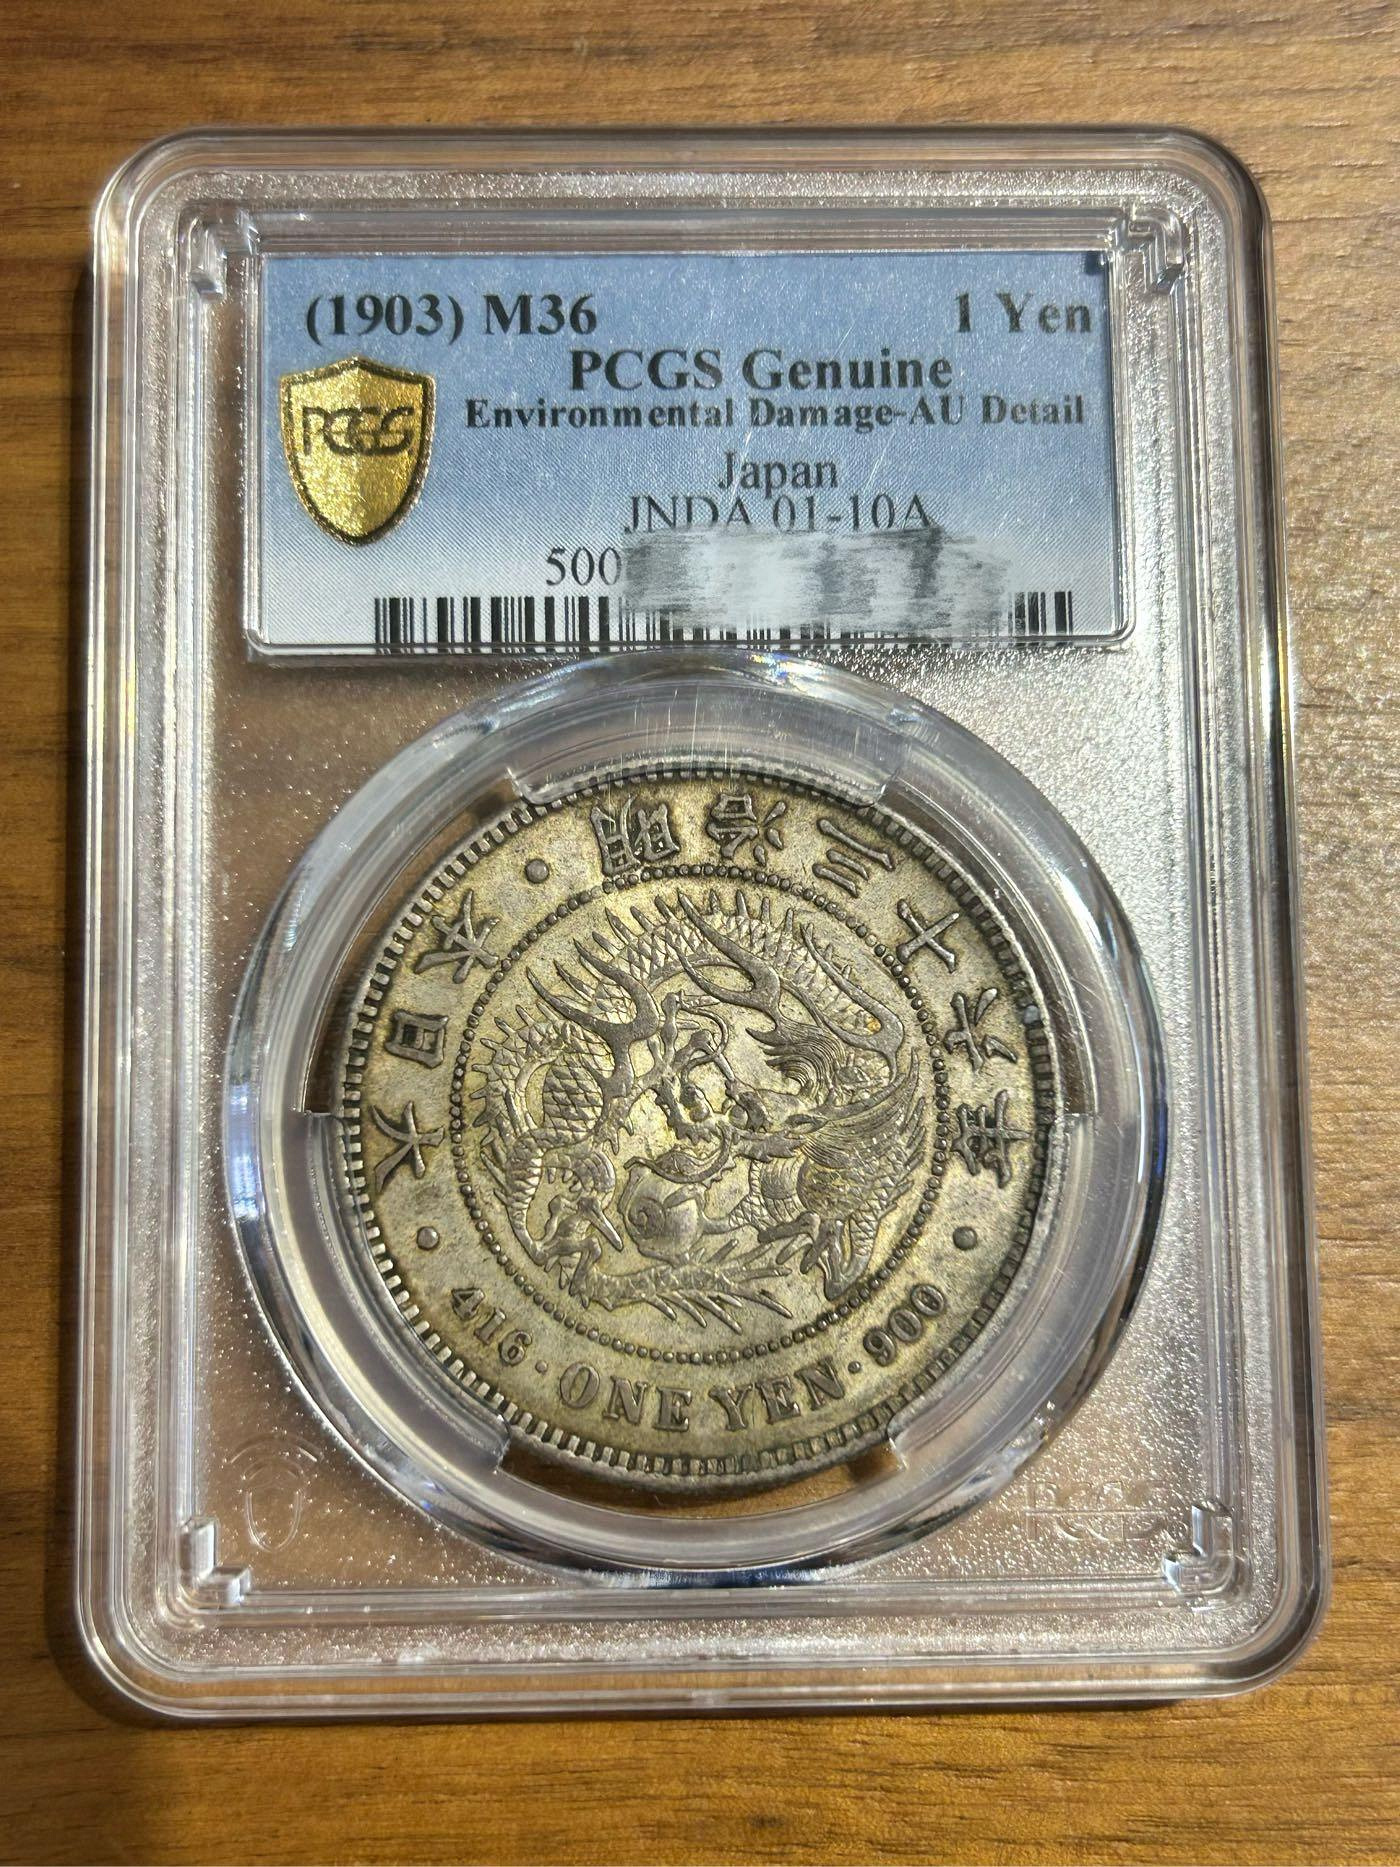 (1903) M36 1 Yen
PCGS Genuine
PCGS
Environmental Damage-AU Detail
Japan
JNDA 01-10A
500
大日本 · 明治三十六年 ·
416 · ONE YEN · 900